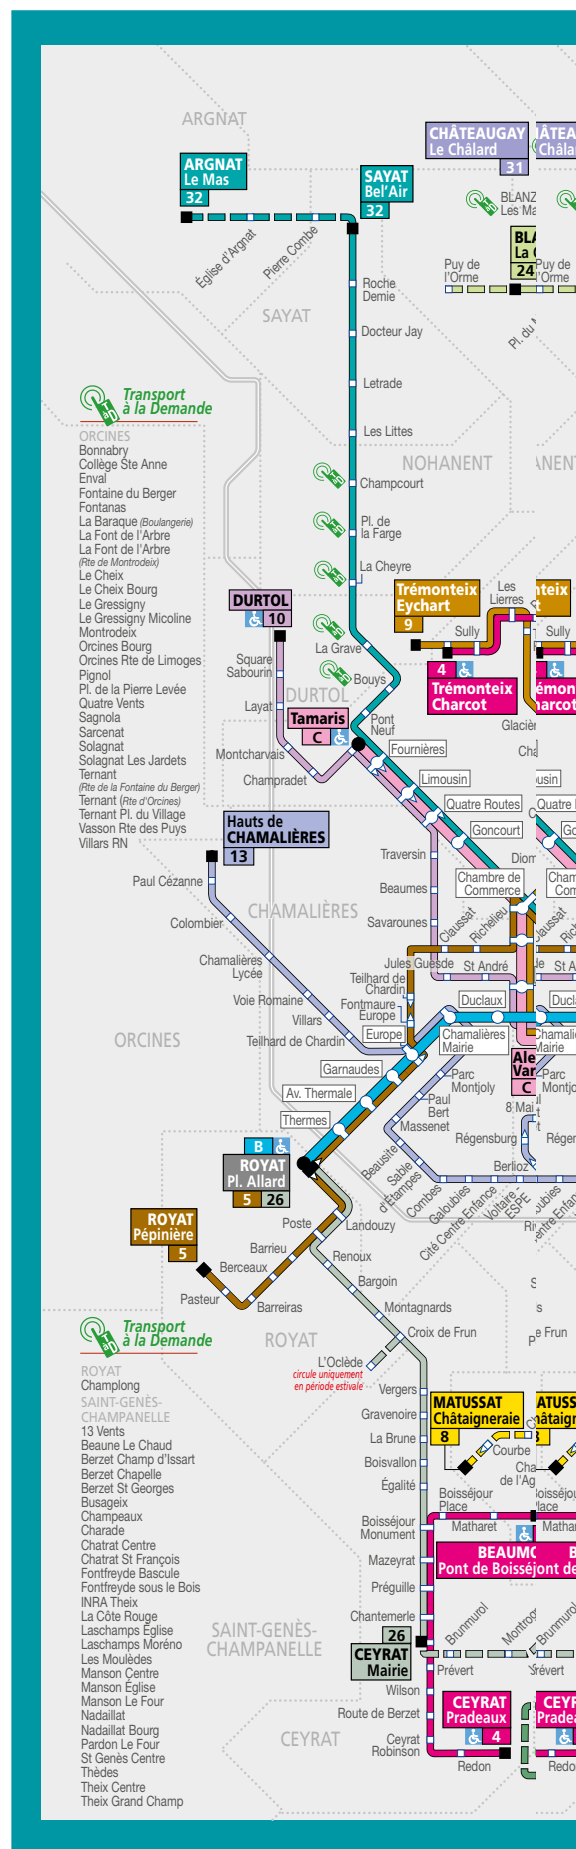 ARGNAT
ARGNAT
Le Mas
32
SAYAT
Bel'Air
32
CHÂTEAUGAY
Le Châlard
31
BLANZ
Les Ma
BLA
24
Puy de
l'Orme
Puy de
l'Orme
Pl. du
Église d'Argnat
Pierre Combe
Roche
Demie
SAYAT
Docteur Jay
Letrade
Les Littes
NOHANENT
Champcourt
Pl. de
la Farge
La Cheyre
La Grave
Bouys
Transport
à la Demande
ORCINES
Bonnabry
Collège Ste Anne
Enval
Fontaine du Berger
Fontanas
La Baraque (Boulangerie)
La Font de l'Arbre
La Font de l'Arbre
(Rte de Montrodeix)
Le Cheix
Le Cheix Bourg
Le Gressigny
Le Gressigny Micoline
Montrodeix
Orcines Bourg
Orcines Rte de Limoges
Pignol
Pl. de la Pierre Levée
Quatre Vents
Sagnola
Sarcenat
Solagnat
Solagnat Les Jardets
Ternant
(Rte de la Fontaine du Berger)
Ternant (Rte d'Orcines)
Ternant Pl. du Village
Vasson Rte des Puys
Villars RN
DURTOL
10
Square
Sabourin
Layat
DURTOL
Tamaris
C
Montcharvais
Champradet
Pont
Neuf
Trémonteix
Eychart
9
Les
Lierres
Sully
Sully
4
Trémonteix
Charcot
Glacièr
Fournières
Limousin
Quatre Routes
Goncourt
Chambre de
Commerce
Hauts de
CHAMALIÈRES
13
Paul Cézanne
Colombier
CHAMALIÈRES
Chamalières
Lycée
Voie Romaine
Villars
Teilhard de Chardin
Traversin
Beaumes
Savarounes
Claussat
Richelieu
Jules Guesde
St André
Teilhard de
Chardin
Fontmaure
Europe
Europe
Duclaux
Chamalières
Mairie
ORCINES
Garnaudes
Av. Thermale
Thermes
Parc
Montjoly
Paul
Bert
Massenet
C
8 Mai
Régensburg
Berlioz
Beausite
Sable
d'Étampes
Combes
Galoubies
Cité Centre Enfance
Voltaire -
ESPE
B
ROYAT
Pl. Allard
5
26
ROYAT
Pépinière
5
Poste
Landouzy
Barrieu
Berceaux
Pasteur
Barreiras
Renoux
Bargoin
Montagnards
Croix de Frun
ROYAT
L'Oclède
circule uniquement
en période estivale
Transport
à la Demande
ROYAT
Champlong
SAINT-GENÈS-
CHAMPANELLE
13 Vents
Beaune Le Chaud
Berzet Champ d'Issart
Berzet Chapelle
Berzet St Georges
Busageix
Champeaux
Charade
Chatrat Centre
Chatrat St François
Fontfreyde Bascule
Fontfreyde sous le Bois
INRA Theix
La Côte Rouge
Laschamps Église
Laschamps Moréno
Les Moulèdes
Manson Centre
Manson Église
Manson Le Four
Nadaillat
Nadaillat Bourg
Pardon Le Four
St Genès Centre
Thèdes
Theix Centre
Theix Grand Champ
Vergers
Gravenoire
La Brune
Boisvallon
Égalité
MATUSSAT
Châtaigneraie
8
Courbe
Boisséjour
Place
Matharet
Boisséjour
Monument
BEAUMO
Pont de Boisséj
Mazeyrat
Préguille
Chantemerle
26
CEYRAT
Mairie
SAINT-GENÈS-
CHAMPANELLE
Brunmurol
Brunmurol
Prévert
Wilson
Route de Berzet
Ceyrat
Robinson
CEYRAT
Pradeaux
4
Redon
CEYRAT